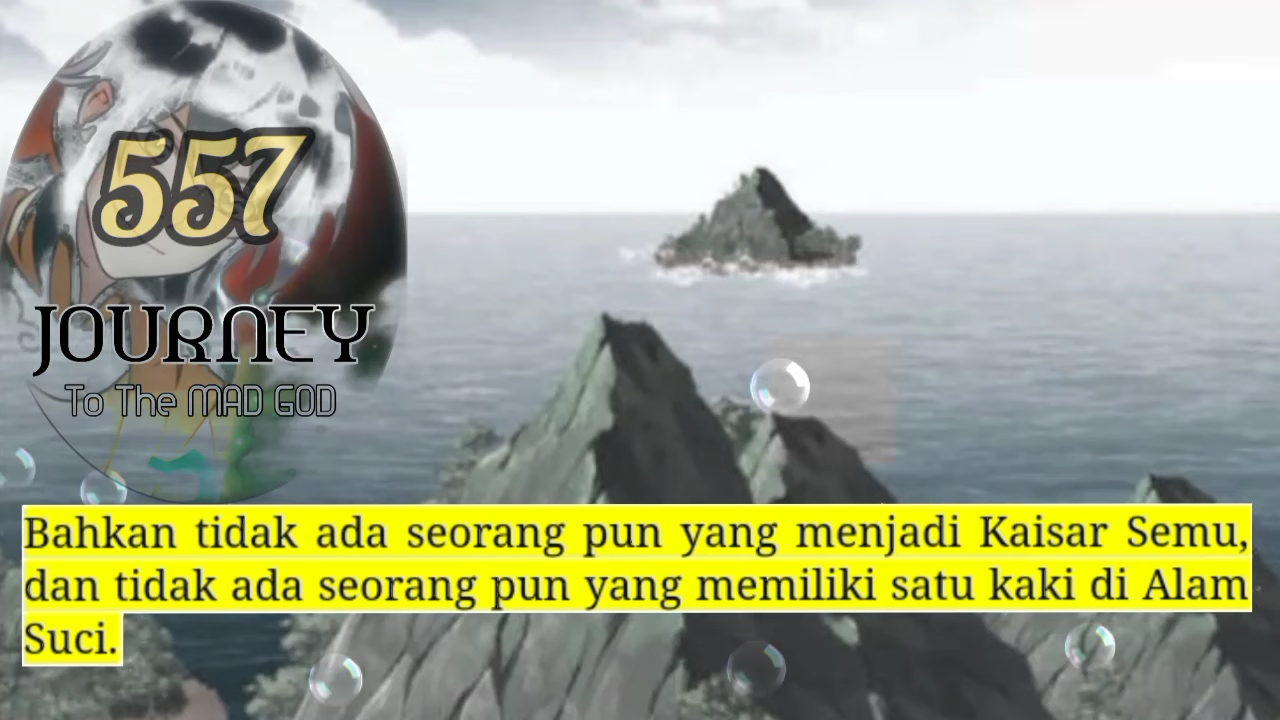 557
JOURNEY
To The MAD GOD
Bahkan tidak ada seorang pun yang menjadi Kaisar Semu,
dan tidak ada seorang pun yang memiliki satu kaki di Alam
Suci.